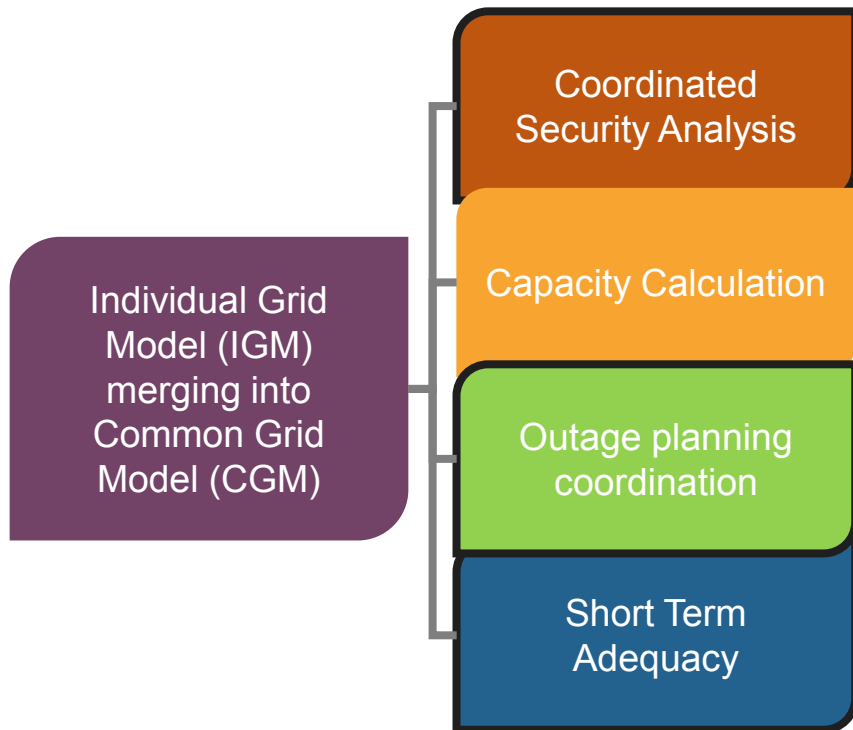 Individual Grid
Model (IGM)
merging into
Common Grid
Model (CGM)
Coordinated
Security Analysis
Capacity Calculation
Outage planning
coordination
Short Term
Adequacy